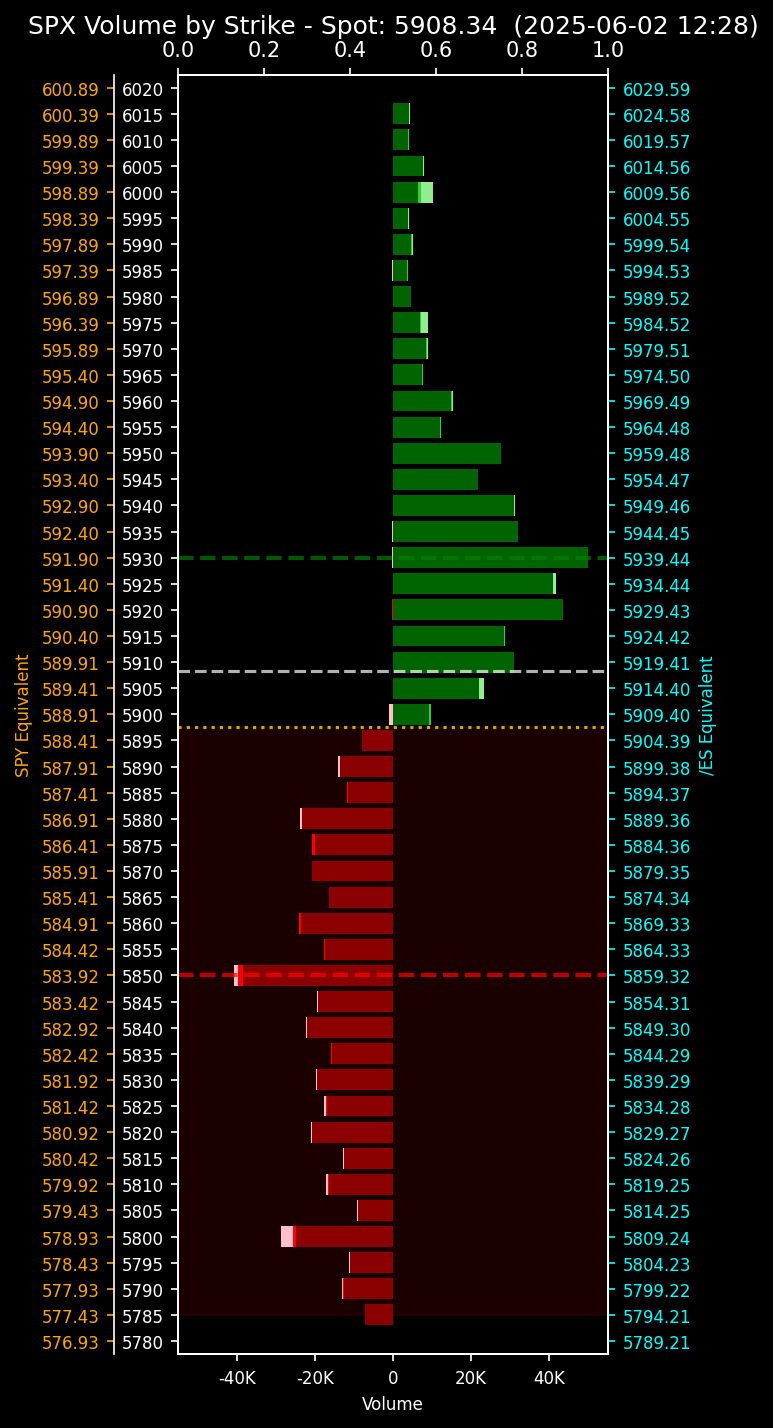 SPX Volume by Strike - Spot: 5908.34 (2025-06-02 12:28)
0.0 0.2 0.4 0.6 0.8 1.0
600.89 6020 6029.59
600.39 6015 6024.58
599.89 6010 6019.57
599.39 6005 6014.56
598.89 6000 6009.56
598.39 5995 6004.55
597.89 5990 5999.54
597.39 5985 5994.53
596.89 5980 5989.52
596.39 5975 5984.52
595.89 5970 5979.51
595.40 5965 5974.50
594.90 5960 5969.49
594.40 5955 5964.48
593.90 5950 5959.48
593.40 5945 5954.47
592.90 5940 5949.46
592.40 5935 5944.45
591.90 5930 5939.44
591.40 5925 5934.44
590.90 5920 5929.43
590.40 5915 5924.42
589.91 5910 5919.41
589.41 5905 5914.40
588.91 5900 5909.40
588.41 5895 5904.39
587.91 5890 5899.38
587.41 5885 5894.37
586.91 5880 5889.36
586.41 5875 5884.36
585.91 5870 5879.35
585.41 5865 5874.34
584.91 5860 5869.33
584.42 5855 5864.33
583.92 5850 5859.32
583.42 5845 5854.31
582.92 5840 5849.30
582.42 5835 5844.29
581.92 5830 5839.29
581.42 5825 5834.28
580.92 5820 5829.27
580.42 5815 5824.26
579.92 5810 5819.25
579.43 5805 5814.25
578.93 5800 5809.24
578.43 5795 5804.23
577.93 5790 5799.22
577.43 5785 5794.21
576.93 5780 5789.21
SPY Equivalent
/ES Equivalent
-40K -20K 0 20K 40K
Volume